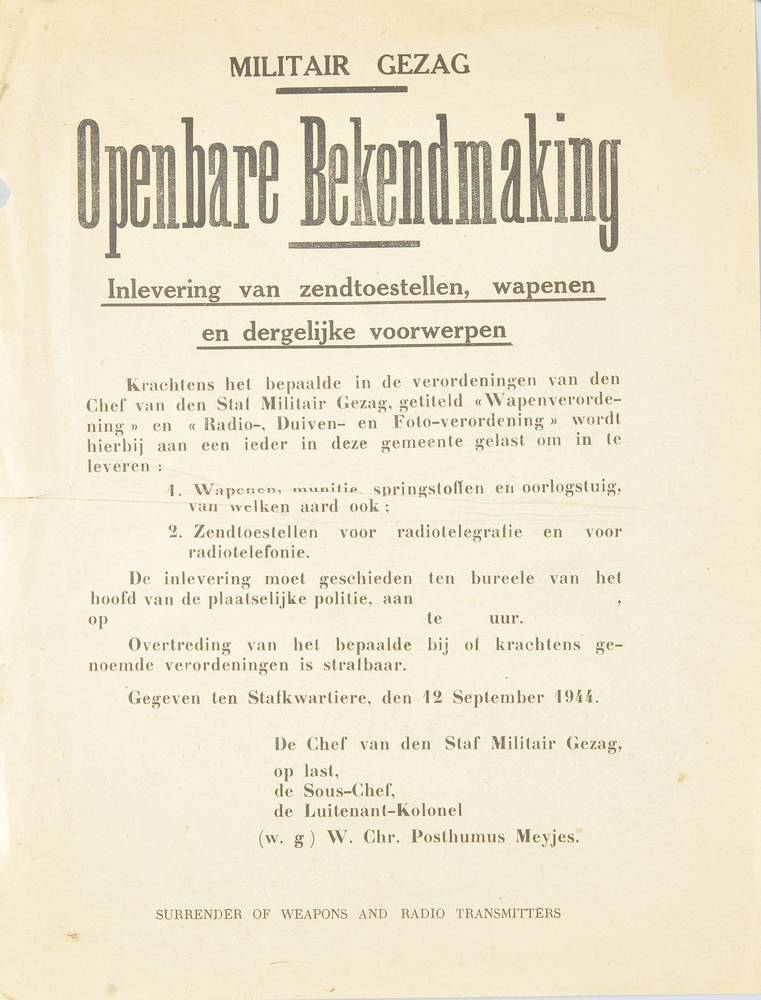 MILITAIR GEZAG
Openbare Bekendmaking
Inlevering van zendtoestellen, wapenen
en dergelijke voorwerpen
Krachtens het bepaalde in de verordeningen van den
Chef van den Staf Militair Gezag, getiteld «Wapenverorde-
ning» en «Radio-, Duiven- en Foto-verordening» wordt
hierbij aan een ieder in deze gemeente gelast om in te
leveren :
1. Wapenen, munitie springstoffen en oorlogstuig,
van welken aard ook ;
2. Zendtoestellen voor radiotelegrafie en voor
radiotelefonie.
De inlevering moet geschieden ten bureele van het
hoofd van de plaatselijke politie, aan ,
op te uur.
Overtreding van het bepaalde bij of krachtens ge-
noemde verordeningen is strafbaar.
Gegeven ten Stafkwartiere, den 12 September 1944.
De Chef van den Staf Militair Gezag,
op last,
de Sous-Chef,
de Luitenant-Kolonel
(w. g ) W. Chr. Posthumus Meyjes.
SURRENDER OF WEAPONS AND RADIO TRANSMITTERS